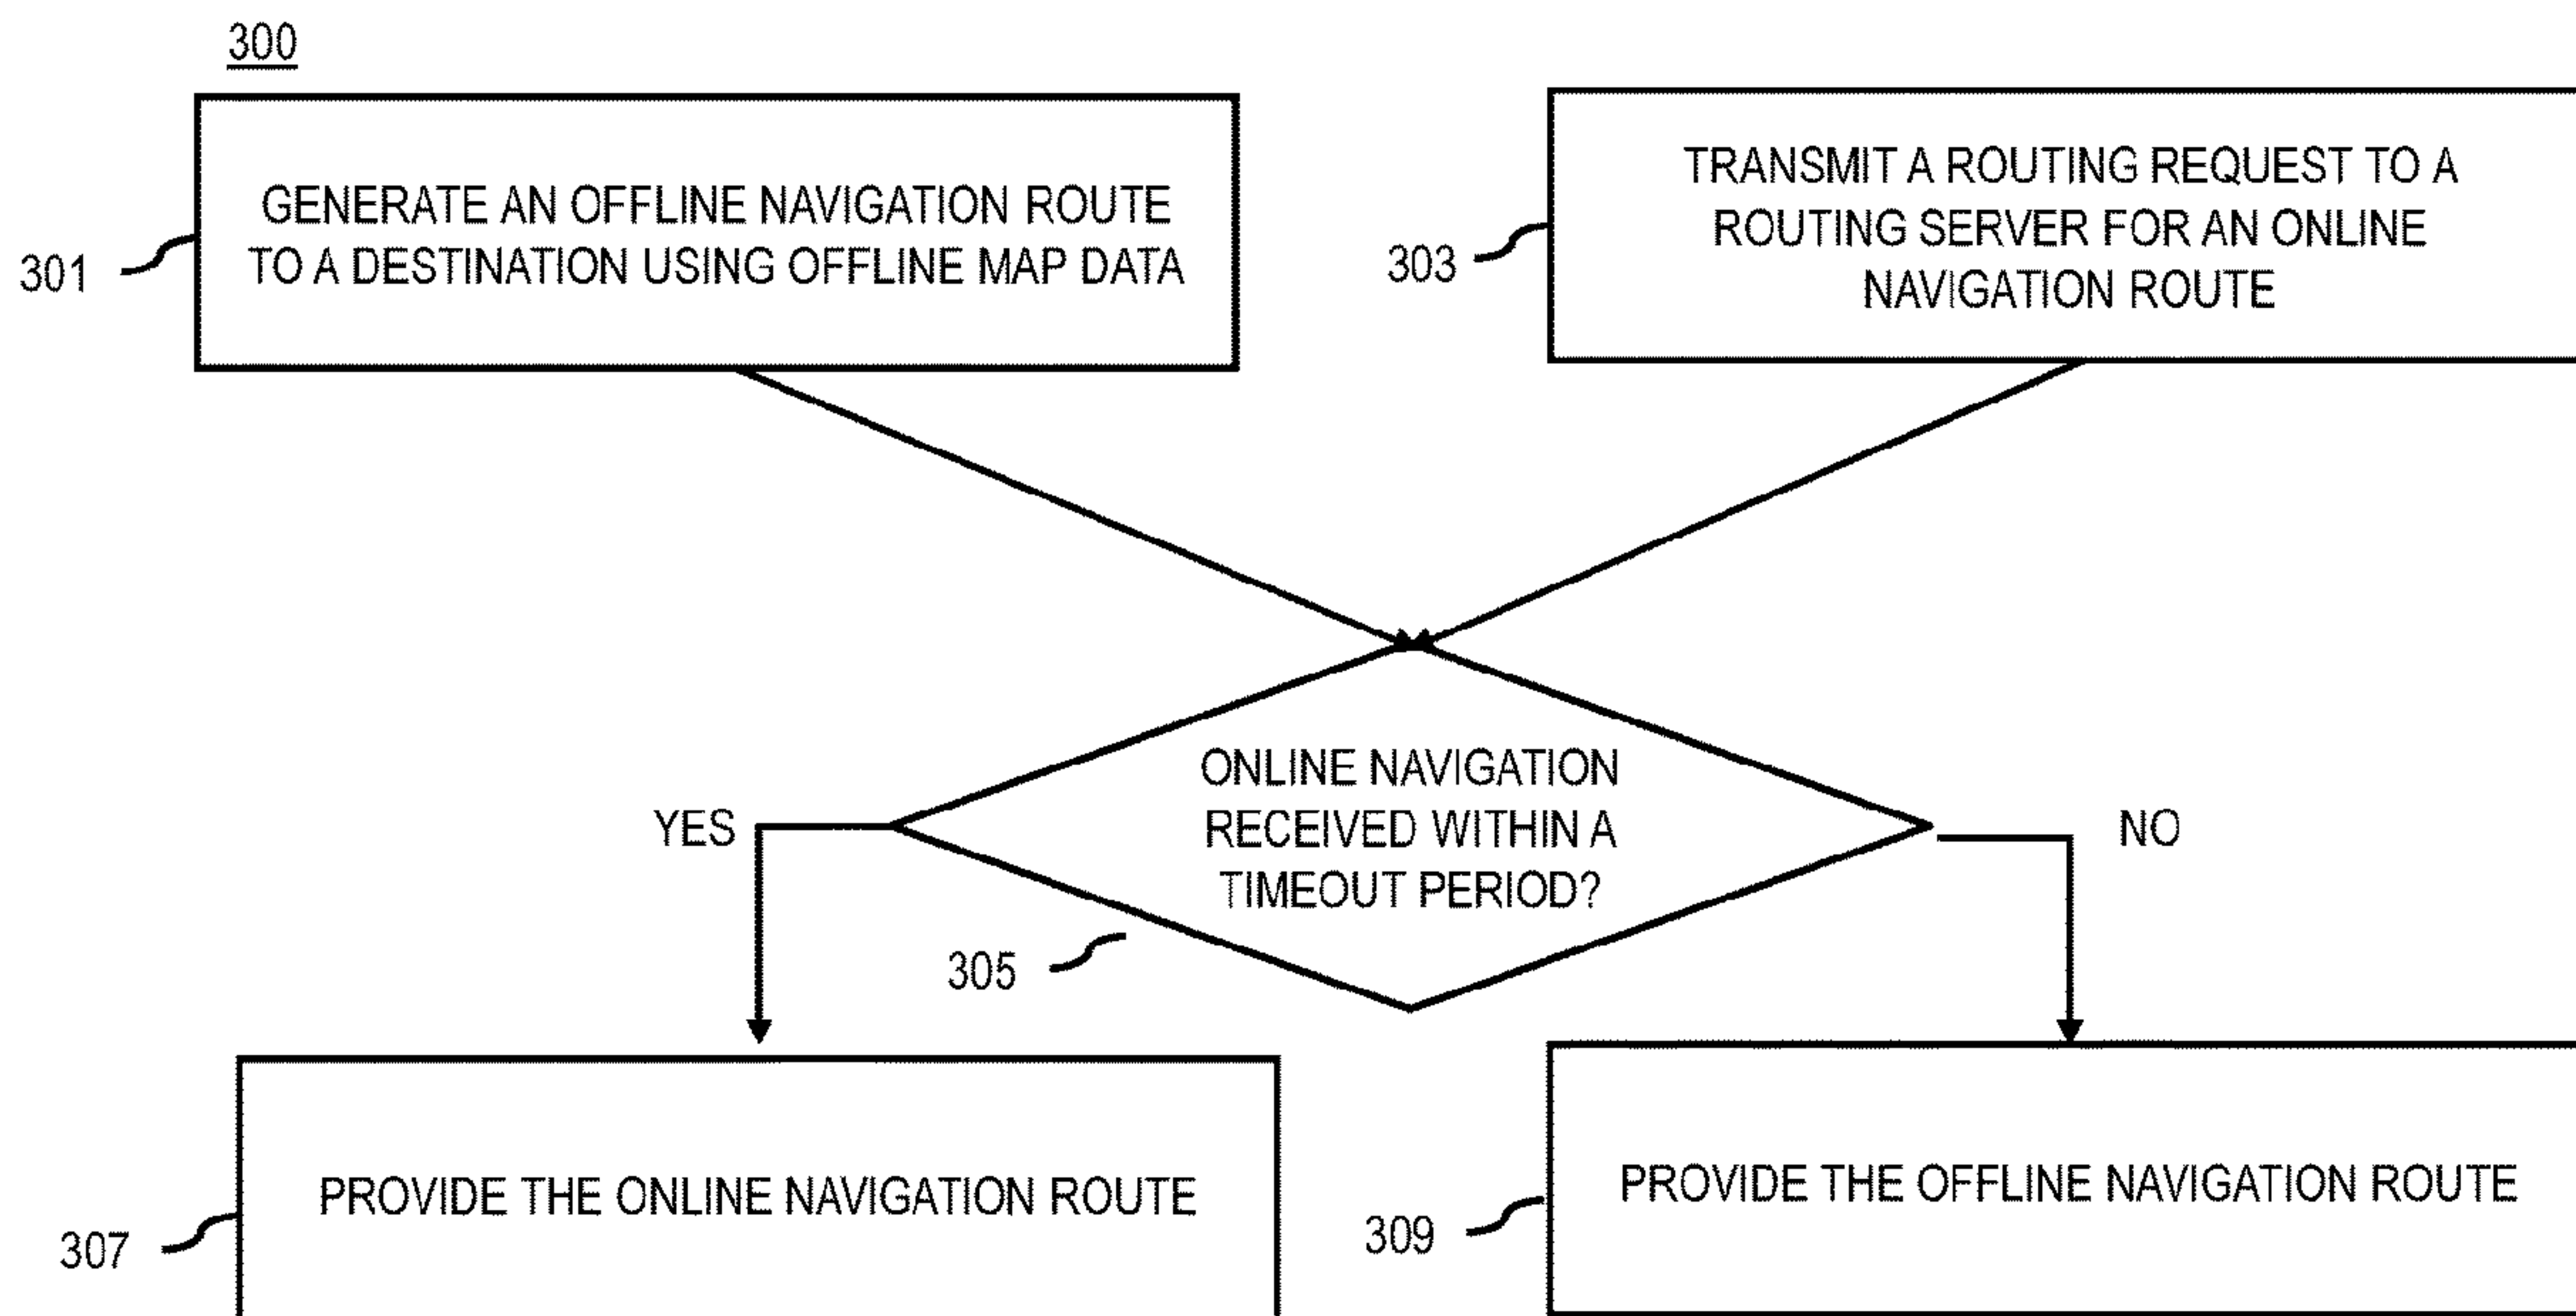 300
GENERATE AN OFFLINE NAVIGATION ROUTE
TO A DESTINATION USING OFFLINE MAP DATA
301
TRANSMIT A ROUTING REQUEST TO A
ROUTING SERVER FOR AN ONLINE
NAVIGATION ROUTE
303
ONLINE NAVIGATION
RECEIVED WITHIN A
TIMEOUT PERIOD?
YES
NO
305
PROVIDE THE ONLINE NAVIGATION ROUTE
307
PROVIDE THE OFFLINE NAVIGATION ROUTE
309